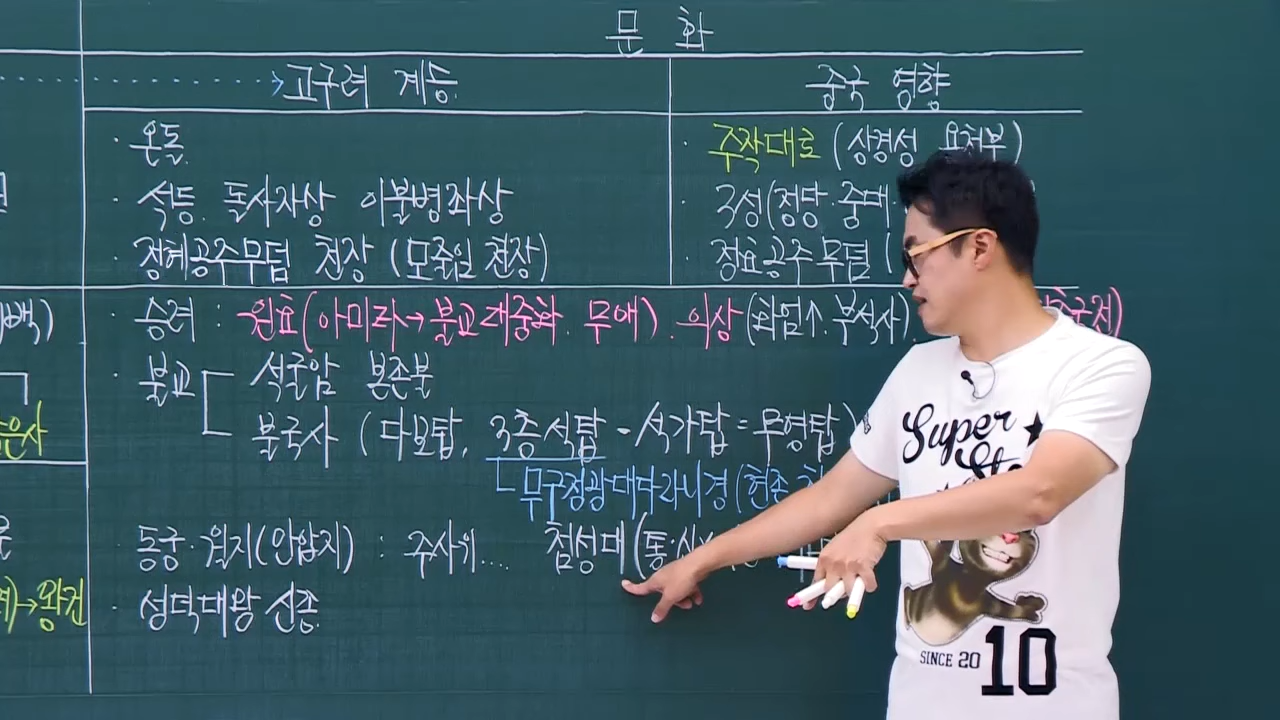 문 화
고구려 계통
중국 영향
· 온돌
· 주작대로 (상경성
· 석등. 돌사자상 이불병좌상
· 3성(정당·중대
· 정혜공주무덤 천장 (모줄임 천장)
· 정효공주무덤 (
· 승려 : 원효(아미타→불교 대중화. 무애). 의상(화엄↑. 부석사).
· 불교 석굴암 본존불
불국사 (다보탑, 3층석탑 - 석가탑 = 무영탑)
무구정광대다라니경 (현존
동궁·월지(안압지) : 주사위.... 첨성대 (통·신×
· 성덕대왕 신종
→왕건
Super
SINCE 20
10